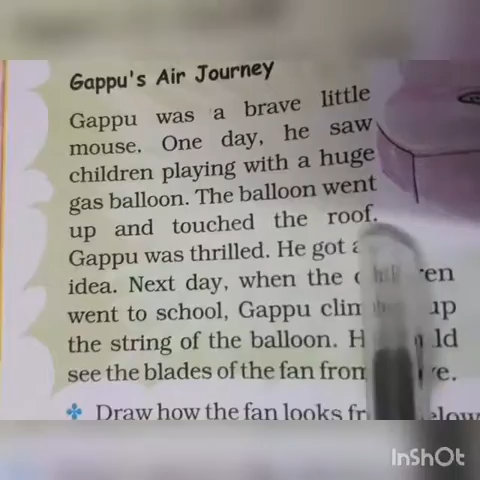 Gappu's Air Journey
Gappu was a brave little
mouse. One day, he saw
children playing with a huge
gas balloon. The balloon went
up and touched the roof.
Gappu was thrilled. He got
idea. Next day, when the
went to school, Gappu up
the string of the balloon.
see the blades of the fan
Draw how the fan looks
InShOt